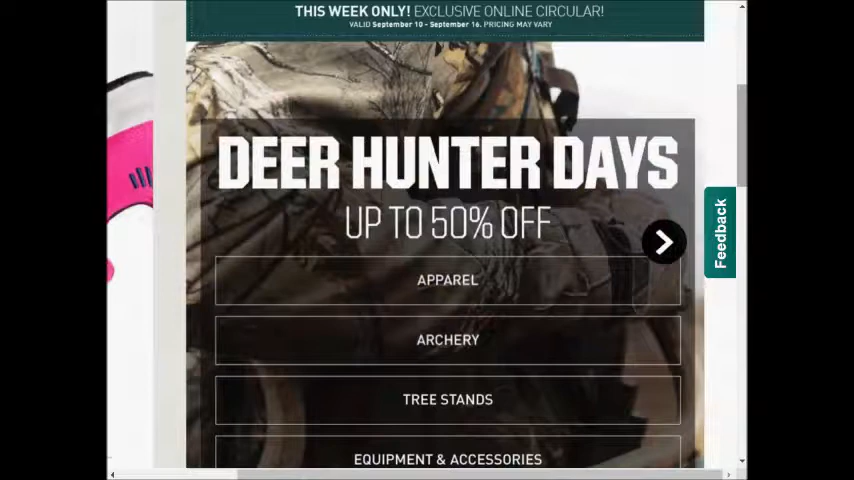 THIS WEEK ONLY! EXCLUSIVE ONLINE CIRCULAR!
VALID September 10 - September 16. PRICING MAY VARY
DEER HUNTER DAYS
UP TO 50% OFF
APPAREL
ARCHERY
TREE STANDS
EQUIPMENT & ACCESSORIES
Feedback